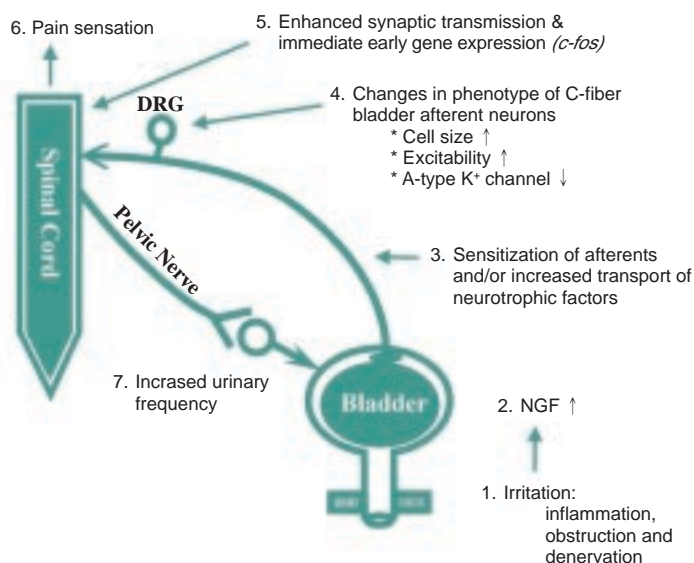 6. Pain sensation
5. Enhanced synaptic transmission &
immediate early gene expression (c-fos)
DRG
4. Changes in phenotype of C-fiber
bladder afterent neurons
* Cell size ↑
* Excitability ↑
* A-type K⁺ channel ↓
Spinal Cord
Pelvic Nerve
3. Sensitization of afterents
and/or increased transport of
neurotrophic factors
7. Incrased urinary
frequency
Bladder
2. NGF ↑
1. Irritation:
inflammation,
obstruction and
denervation